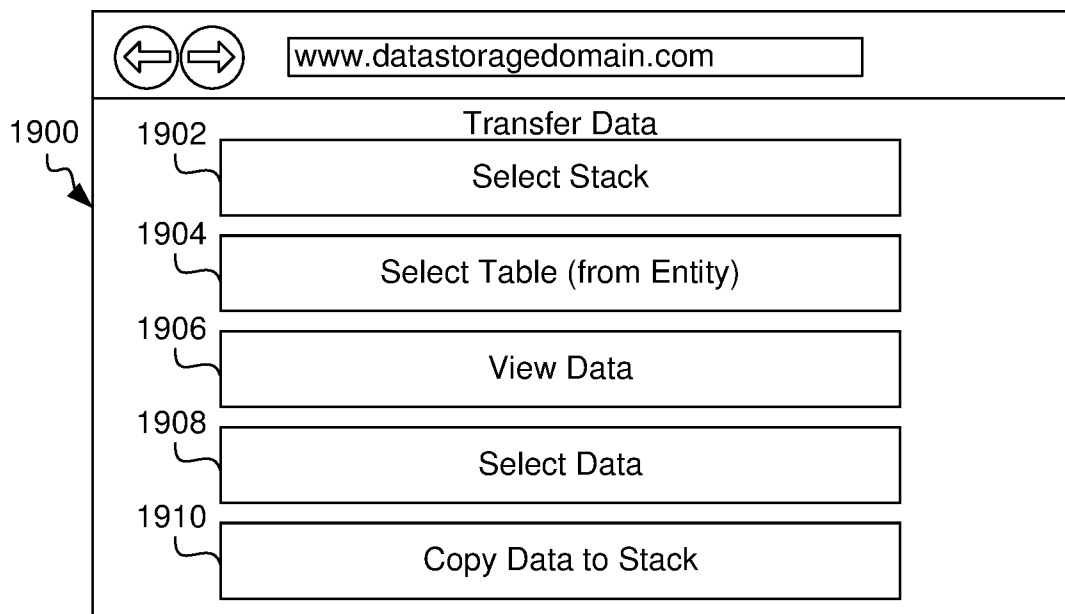 www.datastoragedomain.com
Transfer Data
1900
1902
Select Stack
1904
Select Table (from Entity)
1906
View Data
1908
Select Data
1910
Copy Data to Stack